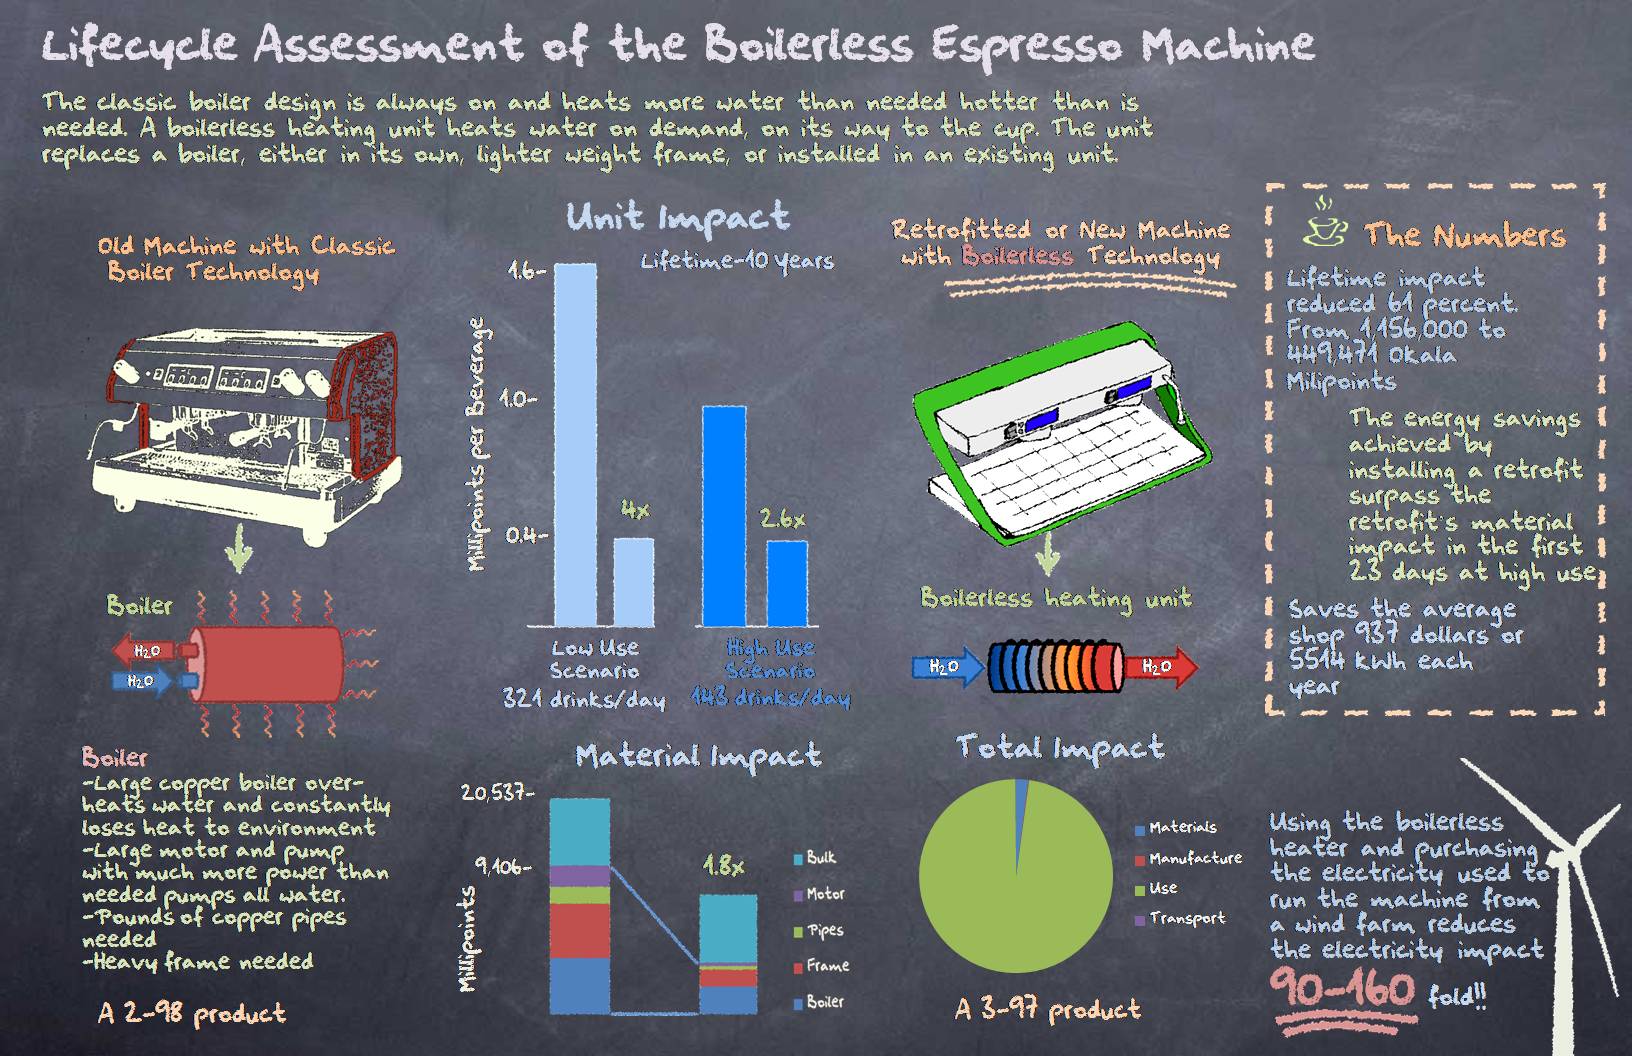 Lifecycle Assessment of the Boilerless Espresso Machine
The classic boiler design is always on and heats more water than needed hotter than is
needed. A boilerless heating unit heats water on demand, on its way to the cup. The unit
replaces a boiler, either in its own, lighter weight frame, or installed in an existing unit.
Old Machine with Classic
Boiler Technology
Boiler
H2O
H2O
Boiler
-Large copper boiler over-
heats water and constantly
loses heat to environment
-Large motor and pump
with much more power than
needed pumps all water.
-Pounds of copper pipes
needed
-Heavy frame needed
A 2-98 product
Unit Impact
Lifetime-10 Years
Millipoints per Beverage
1.6-
1.0-
0.4-
4x
2.6x
Low Use
Scenario
321 drinks/day
High Use
Scenario
143 drinks/day
Material Impact
Millipoints
20,537-
9,106-
1.8x
Bulk
Motor
Pipes
Frame
Boiler
Retrofitted or New Machine
with Boilerless Technology
Boilerless heating unit
H2O
H2O
Total Impact
Materials
Manufacture
Use
Transport
A 3-97 product
The Numbers
Lifetime impact
reduced 61 percent.
From 1,156,000 to
449,471 Okala
Milipoints
The energy savings
achieved by
installing a retrofit
surpass the
retrofit's material
impact in the first
23 days at high use
Saves the average
shop 937 dollars or
5514 kWh each
year
Using the boilerless
heater and purchasing
the electricity used to
run the machine from
a wind farm reduces
the electricity impact
90-160 fold!!